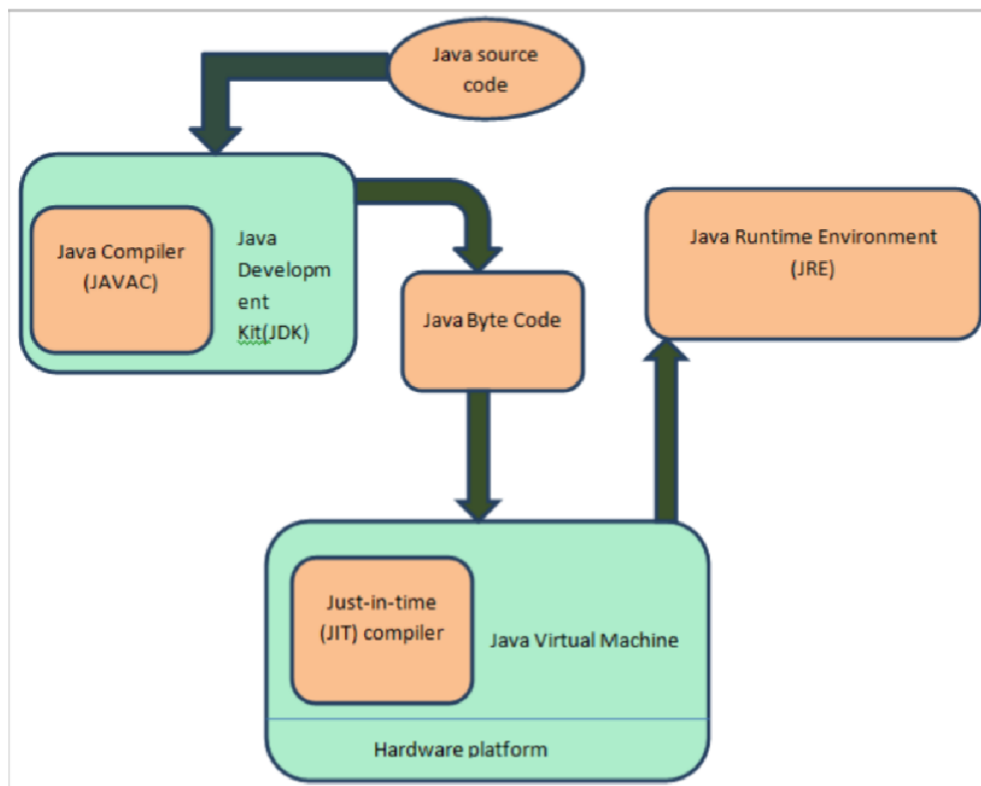 Java source
code
Java Compiler
(JAVAC)
Java
Developm
ent
Kit(JDK)
Java Byte Code
Java Runtime Environment
(JRE)
Just-in-time
(JIT) compiler
Java Virtual Machine
Hardware platform